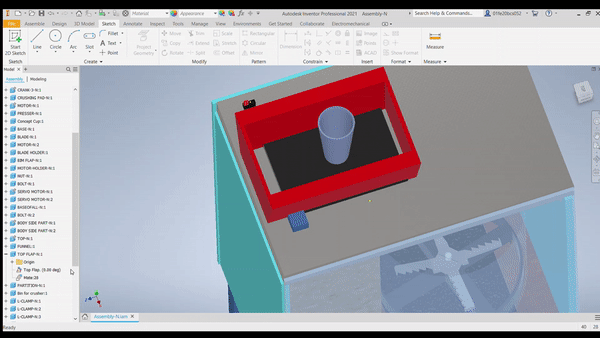 Material
Appearance
Autodesk Inventor Professional 2021 - Assembly-N
Search Help & Commands...
01fe20bca052
File
Assemble
Design
3D Model
Sketch
Annotate
Inspect
Tools
Manage
View
Environments
Get Started
Collaborate
Electromechanical
Start
2D Sketch
Line
Circle
Arc
Slot
Fillet
Text
Point
Project
Geometry
Move
Copy
Rotate
Trim
Extend
Split
Scale
Stretch
Offset
Rectangular
Circular
Mirror
Dimension
Image
Points
ACAD
Measure
Sketch
Create
Modify
Pattern
Constrain
Insert
Format
Measure
Model
Assembly
Modeling
CRANK-3-N:1
CRUSHING PAD-N:1
MOTOR-N:1
PRESSER-N:1
Concept Cup:1
BASE-N:1
BLADE-N:1
MOTOR-N:2
BLADE HOLDER:1
BIM FLAP-N:1
MOTOR-HOLDER-N:1
NUT-N:1
BOLT-N:1
SERVO MOTOR-N:1
SERVO MOTOR-N:2
BASEOFALL-N:1
BOLT-N:2
BODY SIDE PART-N:1
BODY SIDE PART-N:2
TOP-N:1
FUNNEL:1
TOP FLAP-N:1
Origin
Top Flap. (0.00 deg)
Mate:28
PARTITION-N:1
Bin for crusher:1
L-CLAMP-N:1
L-CLAMP-N:2
L-CLAMP-N:3
Assembly-N.iam
Ready
40
28